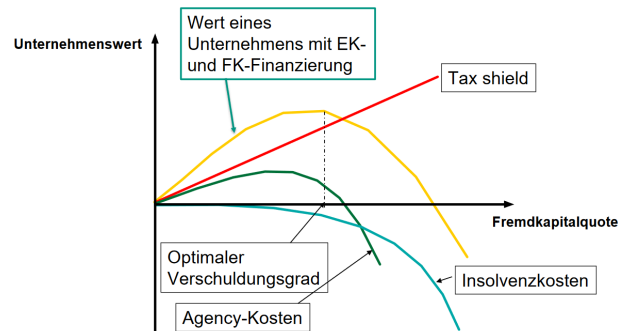 Wert eines
Unternehmens mit EK-
und FK-Finanzierung
Unternehmenswert
Tax shield
Fremdkapitalquote
Optimaler
Verschuldungsgrad
Insolvenzkosten
Agency-Kosten